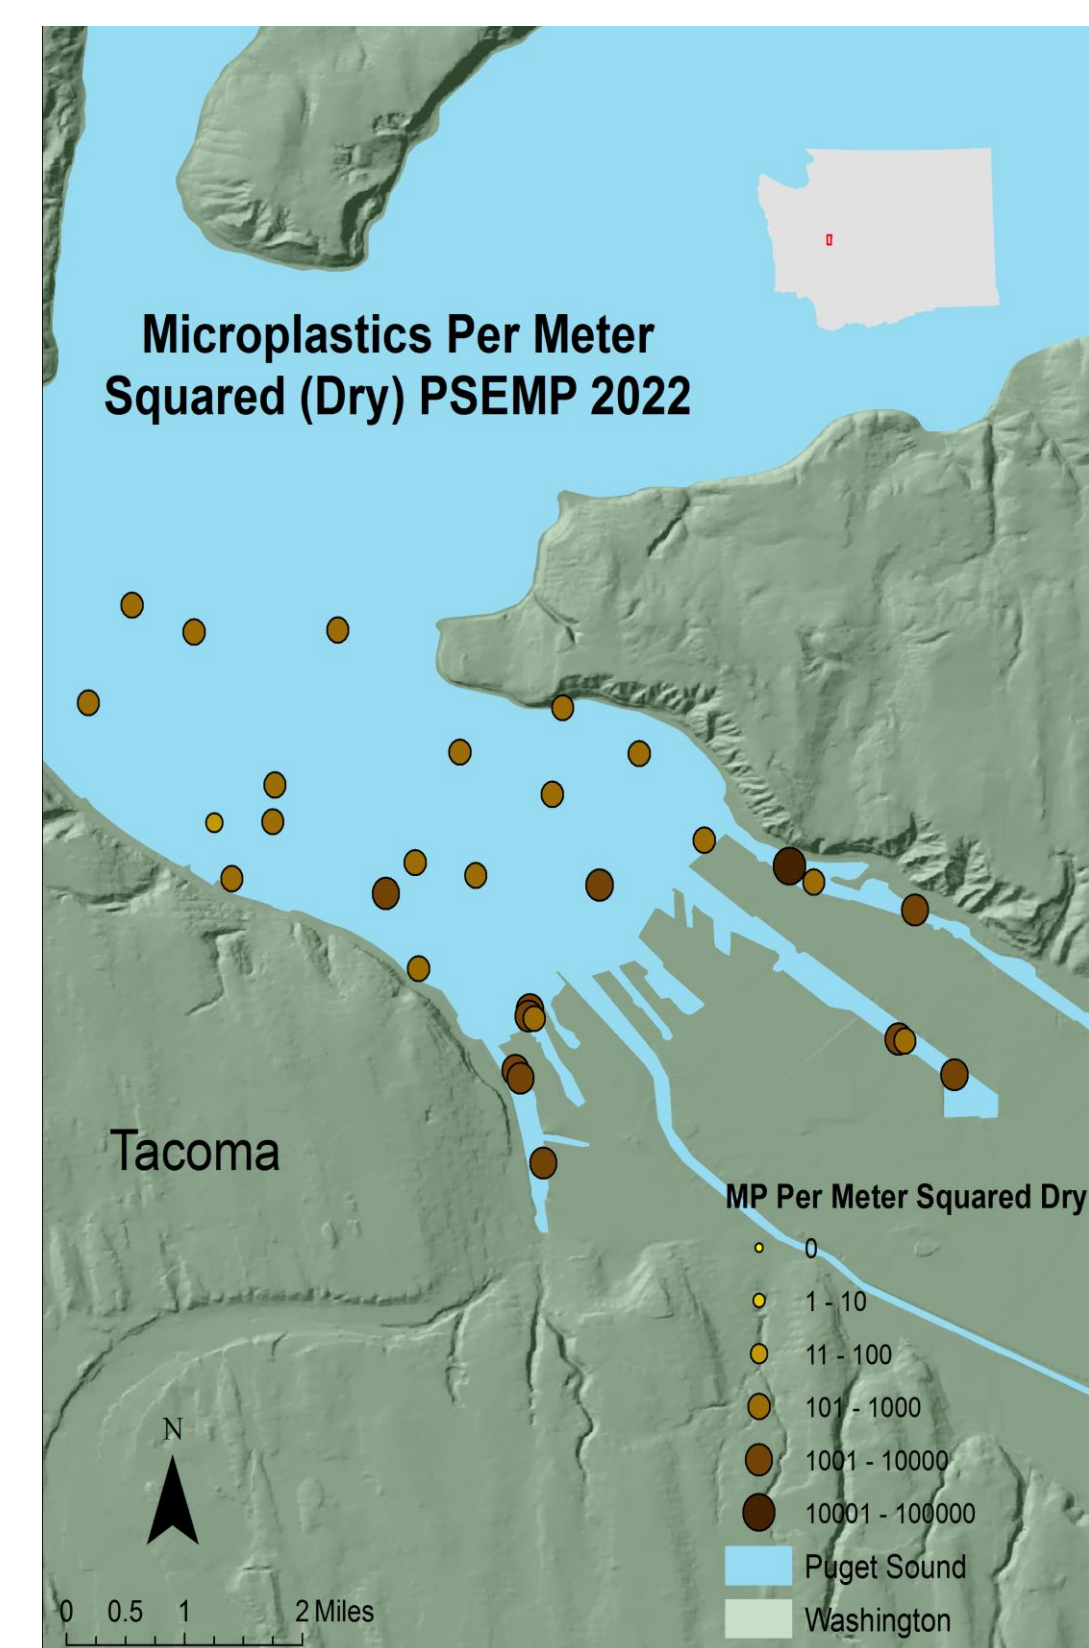 Microplastics Per Meter
Squared (Dry) PSEMP 2022
Tacoma
MP Per Meter Squared Dry
0
1 - 10
11 - 100
101 - 1000
1001 - 10000
10001 - 100000
Puget Sound
Washington
N
0 0.5 1 2 Miles